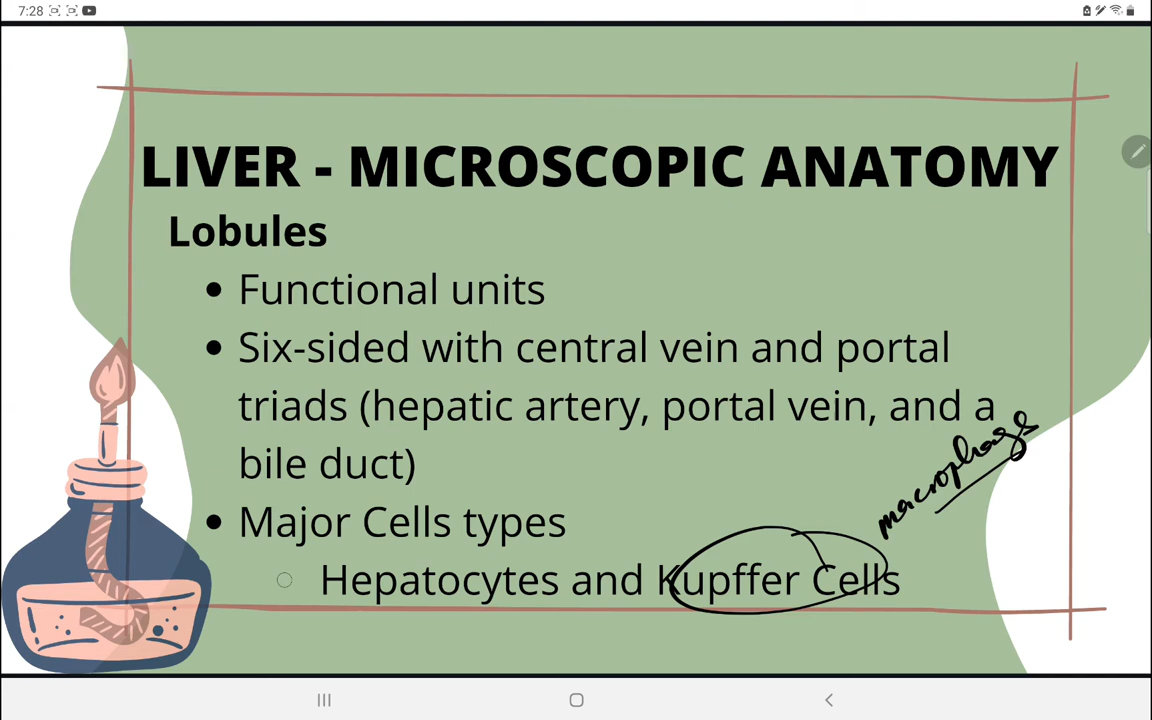 7:28
LIVER - MICROSCOPIC ANATOMY
Lobules
• Functional units
• Six-sided with central vein and portal
triads (hepatic artery, portal vein, and a
bile duct)
macrophage
• Major Cells types
○ Hepatocytes and Kupffer Cells